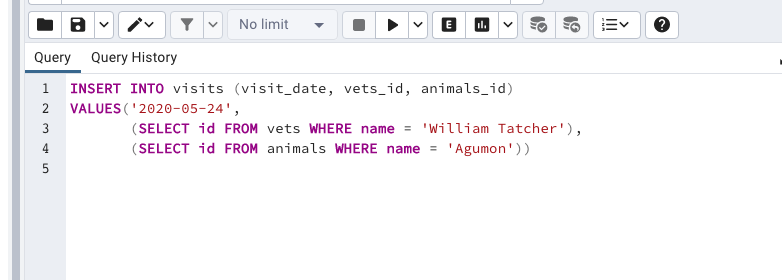 No limit
E
?
Query Query History
1 INSERT INTO visits (visit_date, vets_id, animals_id)
2 VALUES('2020-05-24',
3 (SELECT id FROM vets WHERE name = 'William Tatcher'),
4 (SELECT id FROM animals WHERE name = 'Agumon'))
5